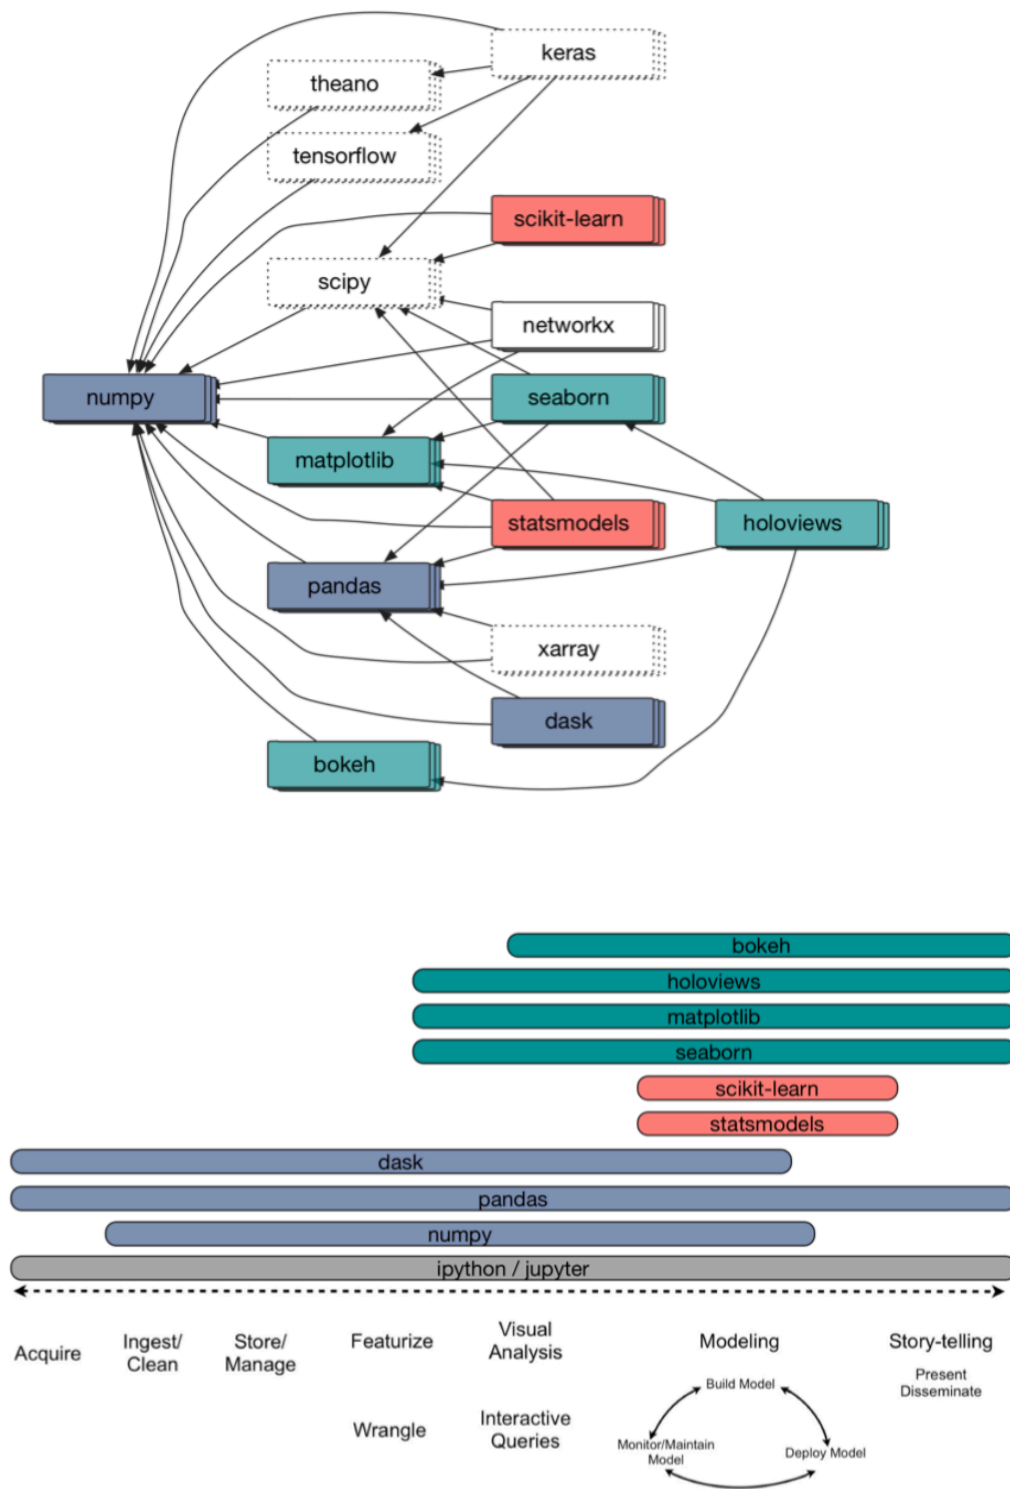 keras
theano
tensorflow
scikit-learn
scipy
networkx
numpy
seaborn
matplotlib
statsmodels
holoviews
pandas
xarray
dask
bokeh
bokeh
holoviews
matplotlib
seaborn
scikit-learn
statsmodels
dask
pandas
numpy
ipython / jupyter
Acquire
Ingest/
Clean
Store/
Manage
Featurize
Wrangle
Visual
Analysis
Interactive
Queries
Modeling
Build Model
Monitor/Maintain
Model
Deploy Model
Story-telling
Present
Disseminate